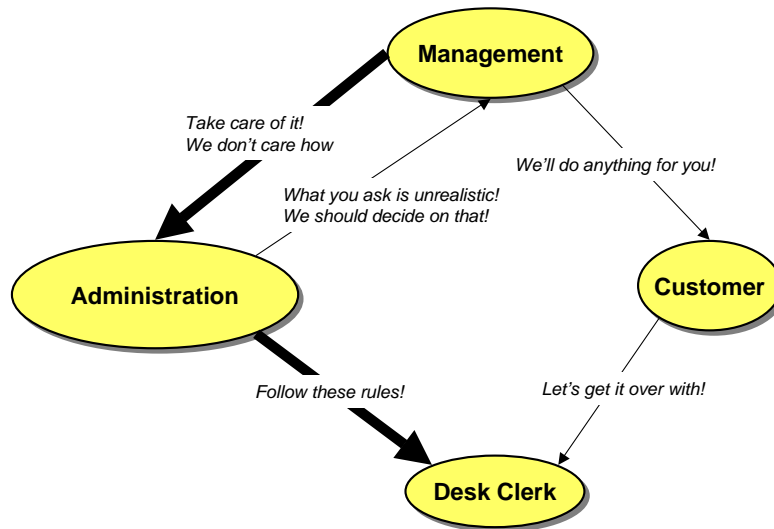 Management
Take care of it!
We don't care how
We'll do anything for you!
What you ask is unrealistic!
We should decide on that!
Administration
Customer
Follow these rules!
Let's get it over with!
Desk Clerk